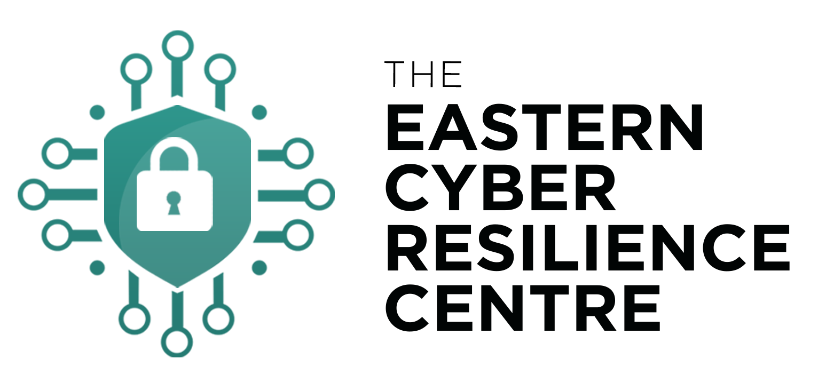 THE
EASTERN
CYBER
RESILIENCE
CENTRE